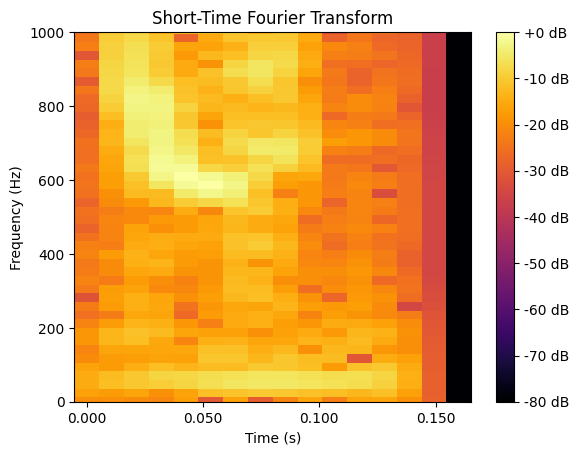 Short-Time Fourier Transform
Frequency (Hz)
1000
800
600
400
200
0
0.000
0.050
0.100
0.150
Time (s)
+0 dB
-10 dB
-20 dB
-30 dB
-40 dB
-50 dB
-60 dB
-70 dB
-80 dB